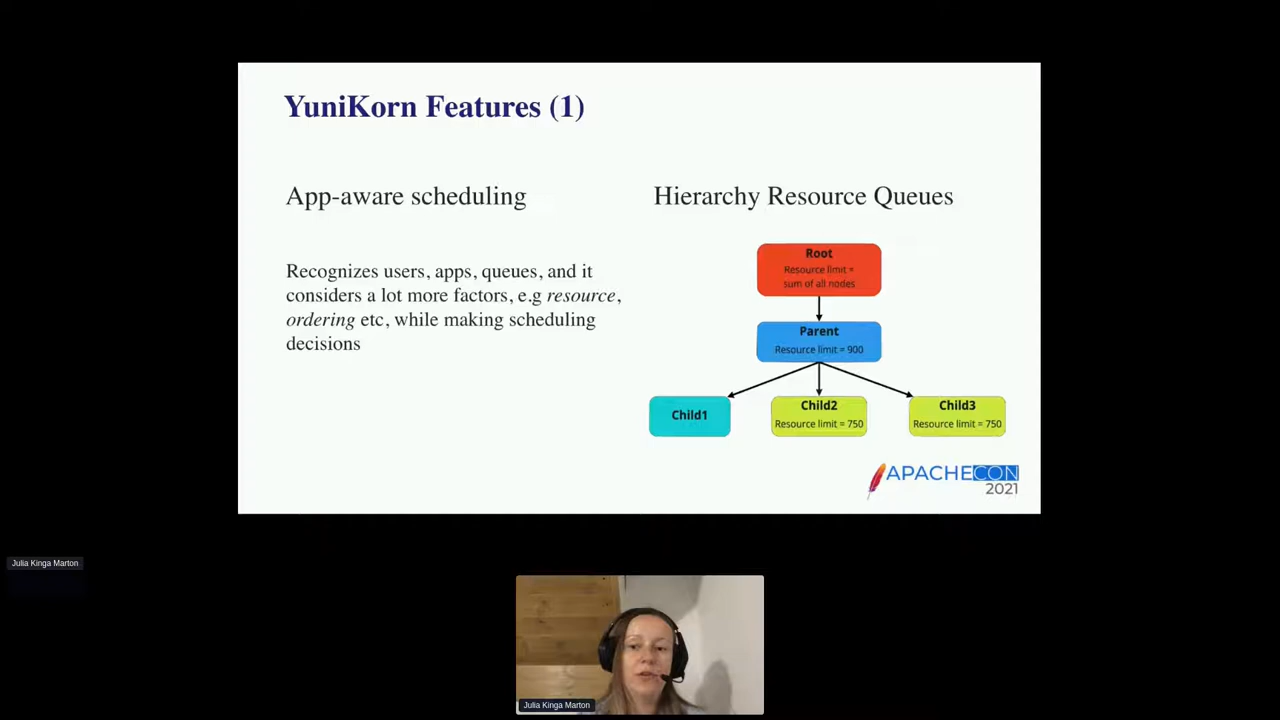 YuniKorn Features (1)
App-aware scheduling
Recognizes users, apps, queues, and it
considers a lot more factors, e.g resource,
ordering etc, while making scheduling
decisions
Hierarchy Resource Queues
Root
Resource limit =
sum of all nodes
Parent
Resource limit = 900
Child1
Child2
Resource limit = 750
Child3
Resource limit = 750
APACHECON
2021
Julia Kinga Marton
Julia Kinga Marton